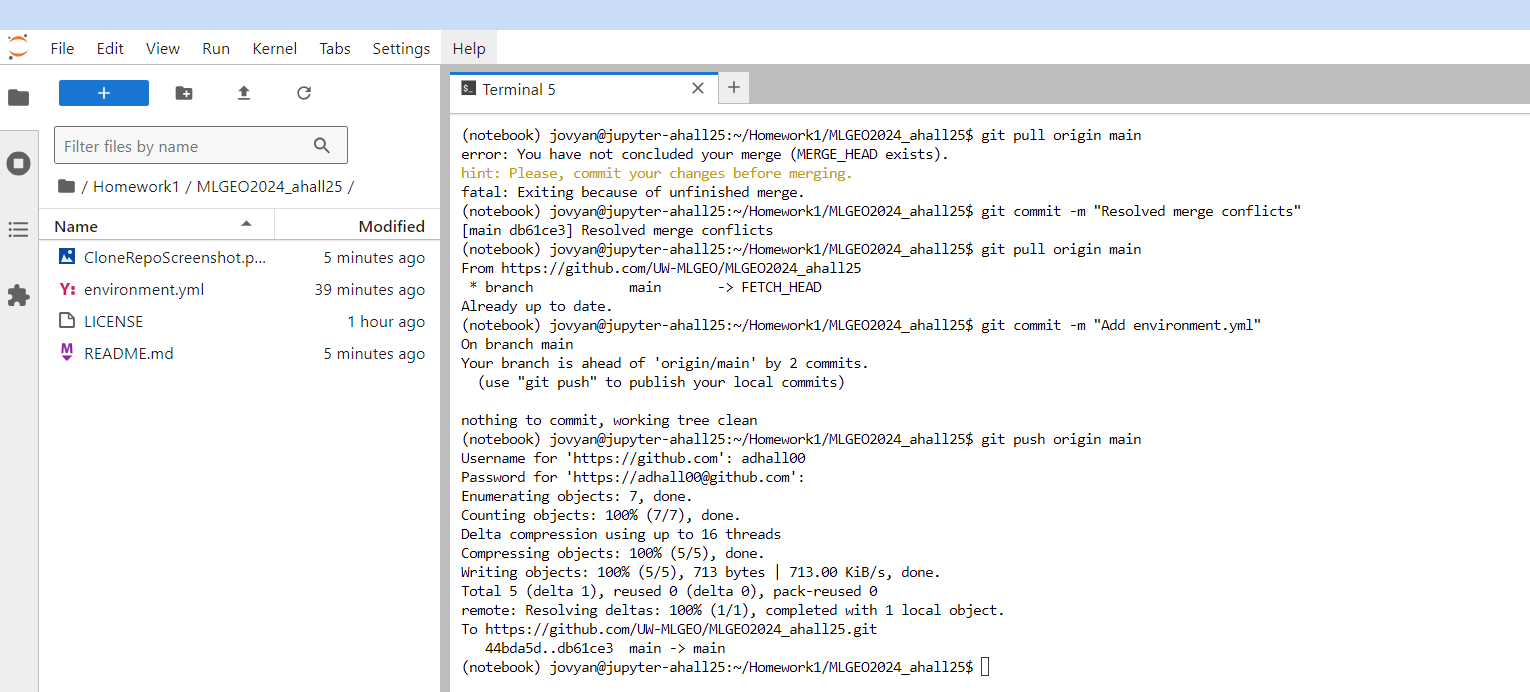 File Edit View Run Kernel Tabs Settings Help
+
Terminal 5
+
Filter files by name
/ Homework1 / MLGEO2024_ahall25 /
Name Modified
CloneRepoScreenshot.p... 5 minutes ago
Y: environment.yml 39 minutes ago
LICENSE 1 hour ago
M README.md 5 minutes ago
(notebook) jovyan@jupyter-ahall25:~/Homework1/MLGEO2024_ahall25$ git pull origin main
error: You have not concluded your merge (MERGE_HEAD exists).
hint: Please, commit your changes before merging.
fatal: Exiting because of unfinished merge.
(notebook) jovyan@jupyter-ahall25:~/Homework1/MLGEO2024_ahall25$ git commit -m "Resolved merge conflicts"
[main db61ce3] Resolved merge conflicts
(notebook) jovyan@jupyter-ahall25:~/Homework1/MLGEO2024_ahall25$ git pull origin main
From https://github.com/UW-MLGEO/MLGEO2024_ahall25
 * branch            main       -> FETCH_HEAD
Already up to date.
(notebook) jovyan@jupyter-ahall25:~/Homework1/MLGEO2024_ahall25$ git commit -m "Add environment.yml"
On branch main
Your branch is ahead of 'origin/main' by 2 commits.
  (use "git push" to publish your local commits)
nothing to commit, working tree clean
(notebook) jovyan@jupyter-ahall25:~/Homework1/MLGEO2024_ahall25$ git push origin main
Username for 'https://github.com': adhall00
Password for 'https://adhall00@github.com':
Enumerating objects: 7, done.
Counting objects: 100% (7/7), done.
Delta compression using up to 16 threads
Compressing objects: 100% (5/5), done.
Writing objects: 100% (5/5), 713 bytes | 713.00 KiB/s, done.
Total 5 (delta 1), reused 0 (delta 0), pack-reused 0
remote: Resolving deltas: 100% (1/1), completed with 1 local object.
To https://github.com/UW-MLGEO/MLGEO2024_ahall25.git
   44bda5d..db61ce3  main -> main
(notebook) jovyan@jupyter-ahall25:~/Homework1/MLGEO2024_ahall25$